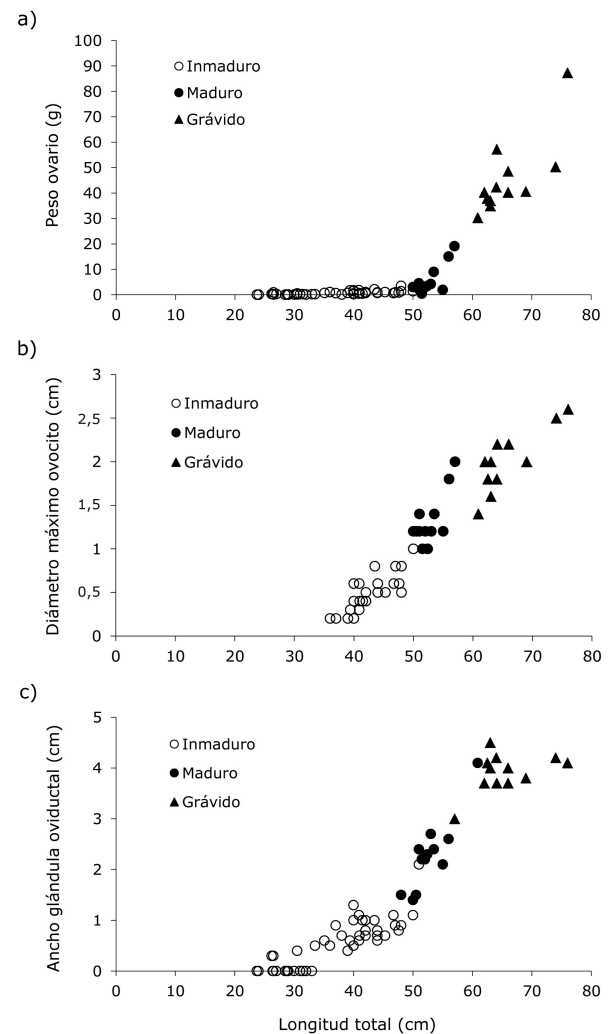 a)
Peso ovario (g)
100
90
80
70
60
50
40
30
20
10
0
Inmaduro
Maduro
Grávido
0 10 20 30 40 50 60 70 80
b)
Diámetro máximo ovocito (cm)
3
2,5
2
1,5
1
0,5
0
Inmaduro
Maduro
Grávido
0 10 20 30 40 50 60 70 80
c)
Ancho glándula oviductal (cm)
5
4
3
2
1
0
Inmaduro
Maduro
Grávido
0 10 20 30 40 50 60 70 80
Longitud total (cm)